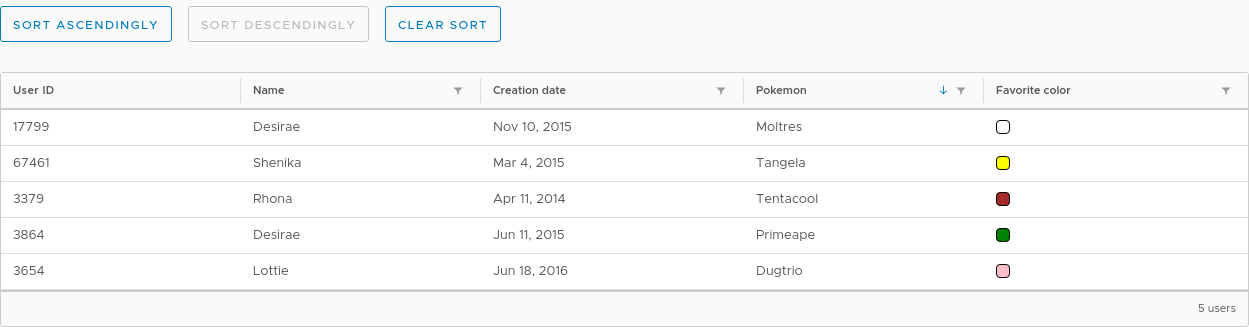 SORT ASCENDINGLY SORT DESCENDINGLY CLEAR SORT
User ID Name Creation date Pokemon Favorite color
17799 Desirae Nov 10, 2015 Moltres
67461 Shenika Mar 4, 2015 Tangela
3379 Rhona Apr 11, 2014 Tentacool
3864 Desirae Jun 11, 2015 Primeape
3654 Lottie Jun 18, 2016 Dugtrio
5 users